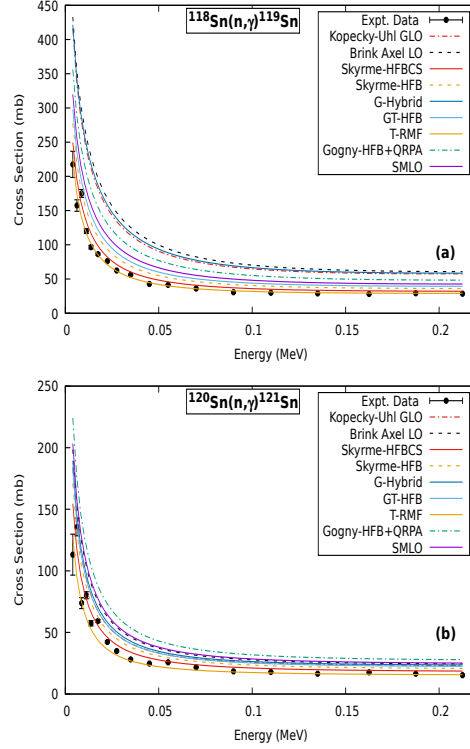 ¹¹⁸Sn(n,γ)¹¹⁹Sn
Expt. Data
Kopecky-Uhl GLO
Brink Axel LO
Skyrme-HFBCS
Skyrme-HFB
G-Hybrid
GT-HFB
T-RMF
Gogny-HFB+QRPA
SMLO
(a)
Cross Section (mb)
450
400
350
300
250
200
150
100
50
0
0 0.05 0.1 0.15 0.2
Energy (MeV)
¹²⁰Sn(n,γ)¹²¹Sn
Expt. Data
Kopecky-Uhl GLO
Brink Axel LO
Skyrme-HFBCS
Skyrme-HFB
G-Hybrid
GT-HFB
T-RMF
Gogny-HFB+QRPA
SMLO
(b)
Cross Section (mb)
250
200
150
100
50
0
0 0.05 0.1 0.15 0.2
Energy (MeV)